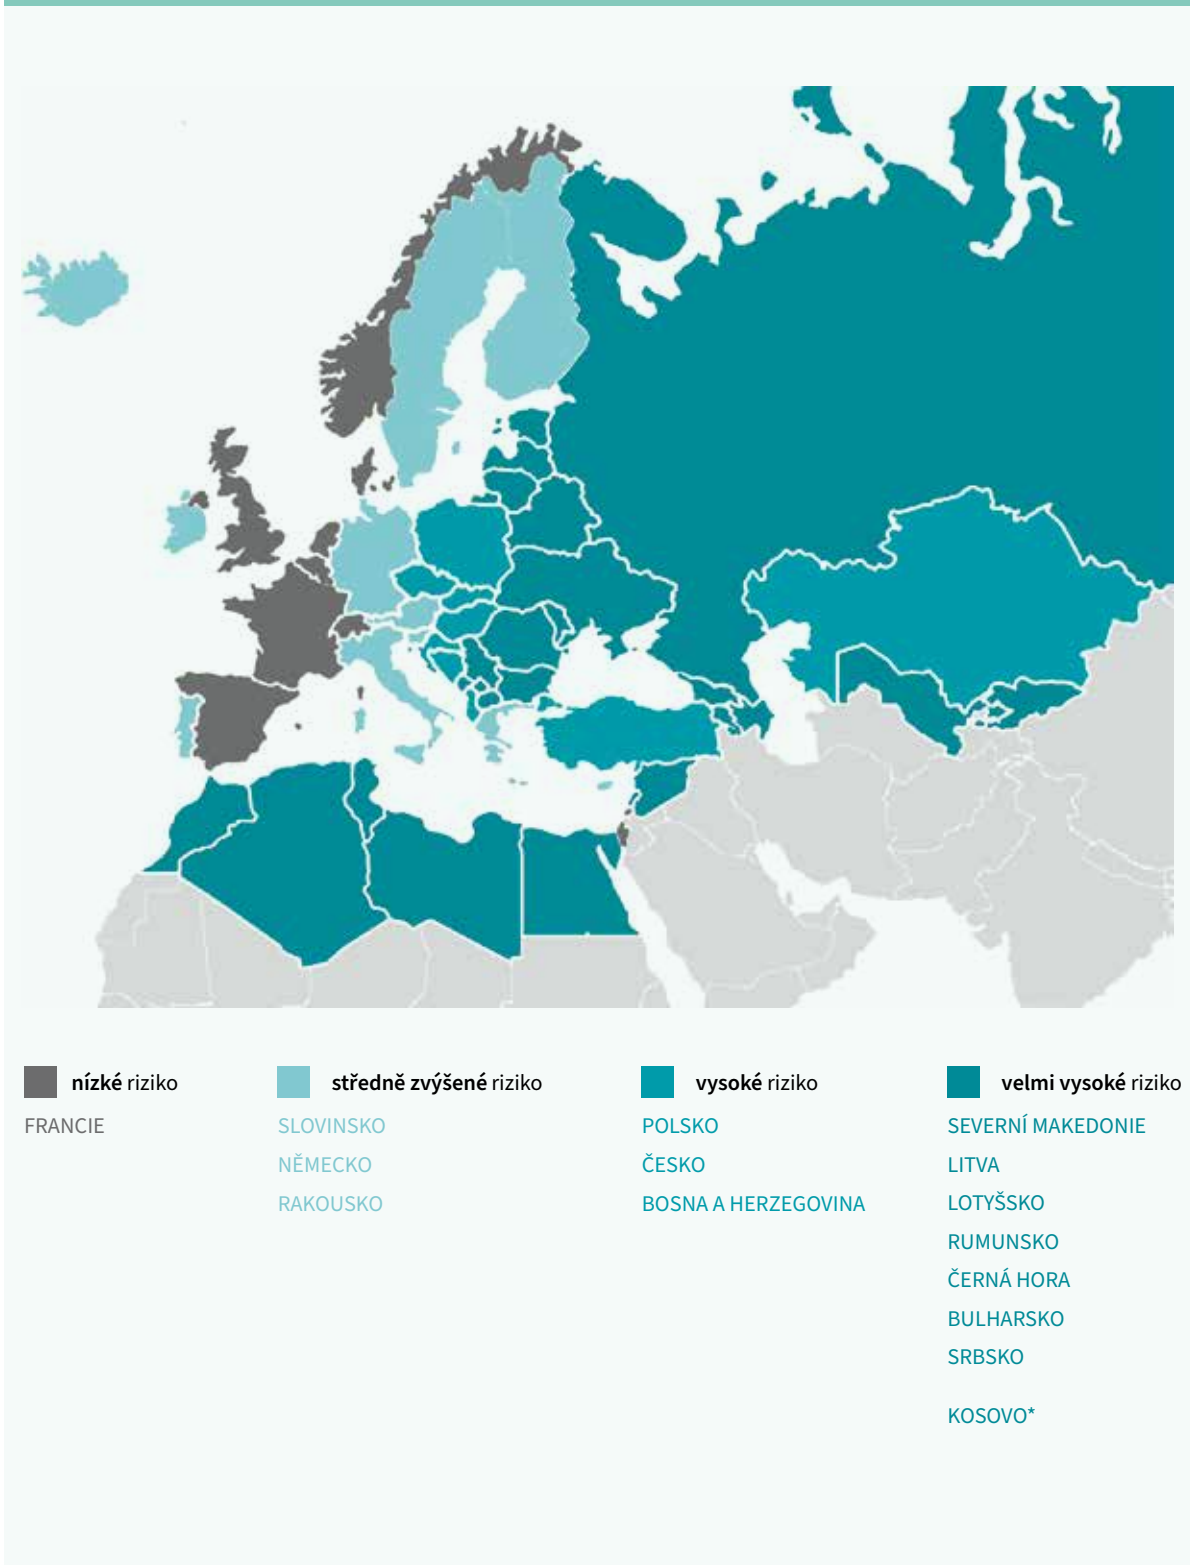 nízké riziko
FRANCIE
středně zvýšené riziko
SLOVINSKO
NĚMECKO
RAKOUSKO
vysoké riziko
POLSKO
ČESKO
BOSNA A HERZEGOVINA
velmi vysoké riziko
SEVERNÍ MAKEDONIE
LITVA
LOTYŠSKO
RUMUNSKO
ČERNÁ HORA
BULHARSKO
SRBSKO
KOSOVO*